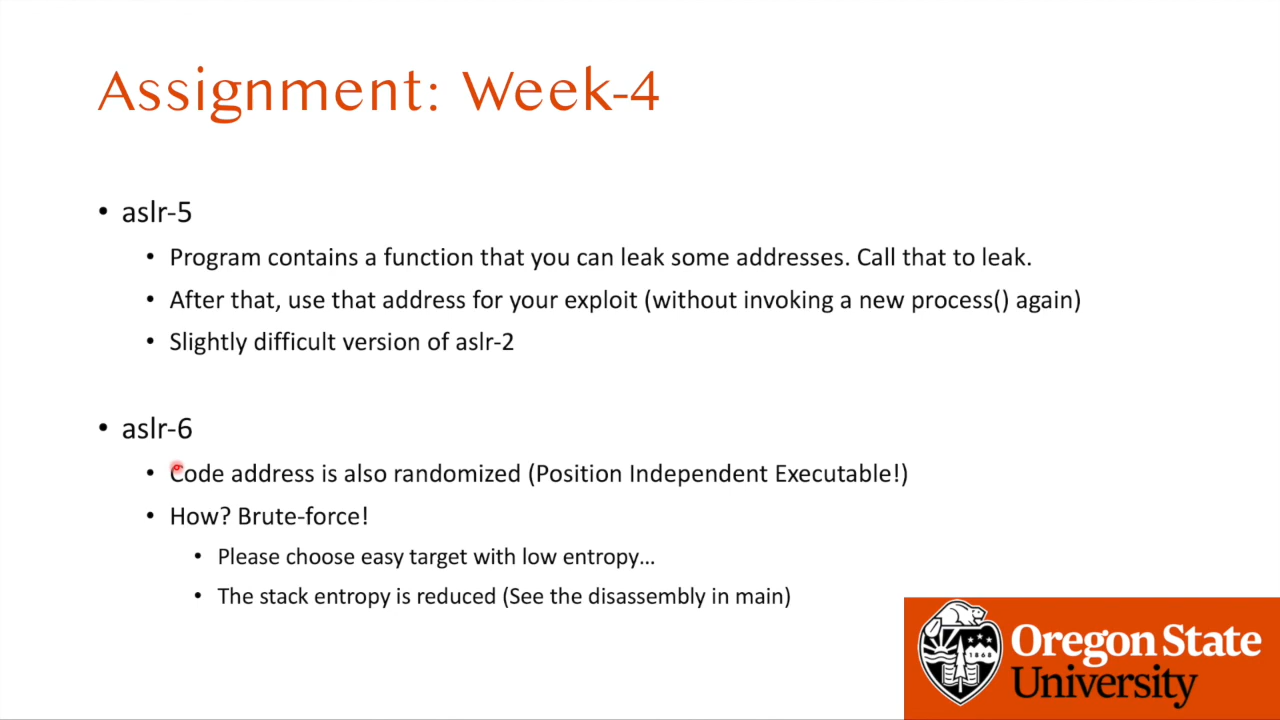 Assignment: Week-4
• aslr-5
• Program contains a function that you can leak some addresses. Call that to leak.
• After that, use that address for your exploit (without invoking a new process() again)
• Slightly difficult version of aslr-2
• aslr-6
• Code address is also randomized (Position Independent Executable!)
• How? Brute-force!
• Please choose easy target with low entropy…
• The stack entropy is reduced (See the disassembly in main)
1868
Oregon State
University